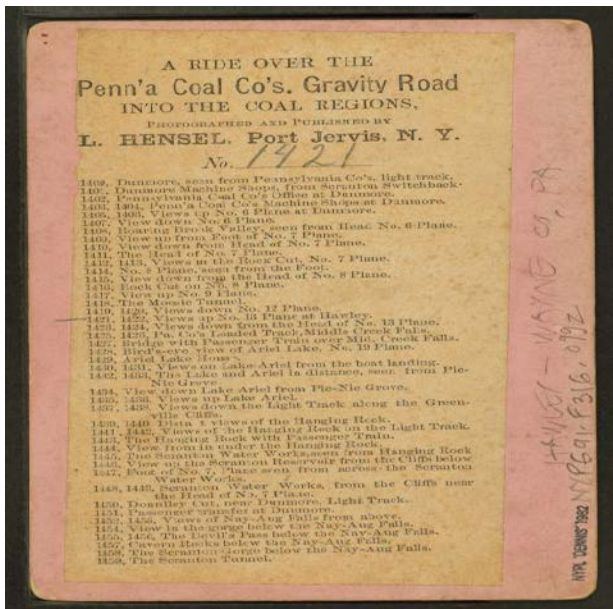 A RIDE OVER THE
Penn'a Coal Co's. Gravity Road
INTO THE COAL REGIONS,
PHOTOGRAPHED AND PUBLISHED BY
L. HENSEL, Port Jervis, N. Y.
No. 1421
1400, Dunmore, seen from Pennsylvania Co's. light track.
1401, Dunmore Machine Shops, from Scranton Switchback.
1402, Pennsylvania Coal Co's Office at Dunmore.
1403, 1404, Penn'a Coal Co's Machine Shops at Dunmore.
1405, 1406, Views up No. 6 Plane at Dunmore.
1407, View down No. 6 Plane.
1408, Roaring Brook Valley, seen from Head No. 6 Plane.
1409, View up from Foot of No. 7 Plane.
1410, View down from Head of No. 7 Plane.
1411, The Head of No. 7 Plane.
1412, 1413, Views in the Rock Cut, No. 7 Plane.
1414, No. 8 Plane, seen from the Foot.
1415, View down from the Head of No. 8 Plane.
1416, Rock Cut on No. 8 Plane.
1417, View up No. 9 Plane.
1418, The Moosic Tunnel.
1419, 1420, Views down No. 12 Plane.
1421, 1422, Views up No. 13 Plane at Hawley.
1423, 1424, Views down from the Head of No. 13 Plane.
1425, 1426, Pa. Co's Loaded Track, Middle Creek Falls.
1427, Bridge with Passenger Train over Mid. Creek Falls.
1428, Bird's-eye view of Ariel Lake, No. 19 Plane.
1429, Ariel Lake House.
1430, 1431, Views on Lake Ariel from the boat landing.
1432, 1433, The Lake and Ariel in distance, seen from Pic-
Nic Grove
1434, View down Lake Ariel from Pic-Nic Grove.
1435, 1436, Views up Lake Ariel.
1437, 1438, Views down the Light Track along the Green-
ville Cliffs.
1439, 1440, Distant views of the Hanging Rock.
1441, 1442, Views of the Hanging Rock on the Light Track.
1443, The Hanging Rock with Passenger Train.
1444, View from in under the Hanging Rock.
1445, The Scranton Water Works, seen from Hanging Rock
1446, View up the Scranton Reservoir from the Cliffs below
1447, Foot of No. 7, Plane seen from across the Scranton
Water Works.
1448, 1449, Scranton Water Works, from the Cliffs near
the Head of No. 7 Plane.
1450, Donnlley Cut, near Dunmore, Light Track.
1451, Passenger transfer at Dunmore.
1452, 1453, Views of Nay-Aug Falls from above.
1454, View in the gorge below the Nay-Aug Falls.
1455, 1456, The Devil's Pass below the Nay-Aug Falls.
1457, Cavern Rocks below the Nay-Aug Falls.
1458, The Scranton Gorge below the Nay-Aug Falls.
1459, The Scranton Tunnel.
HAWLEY - WAYNE CO, PA
NYPG91-F316.0992
NYPL DENNIS 1982